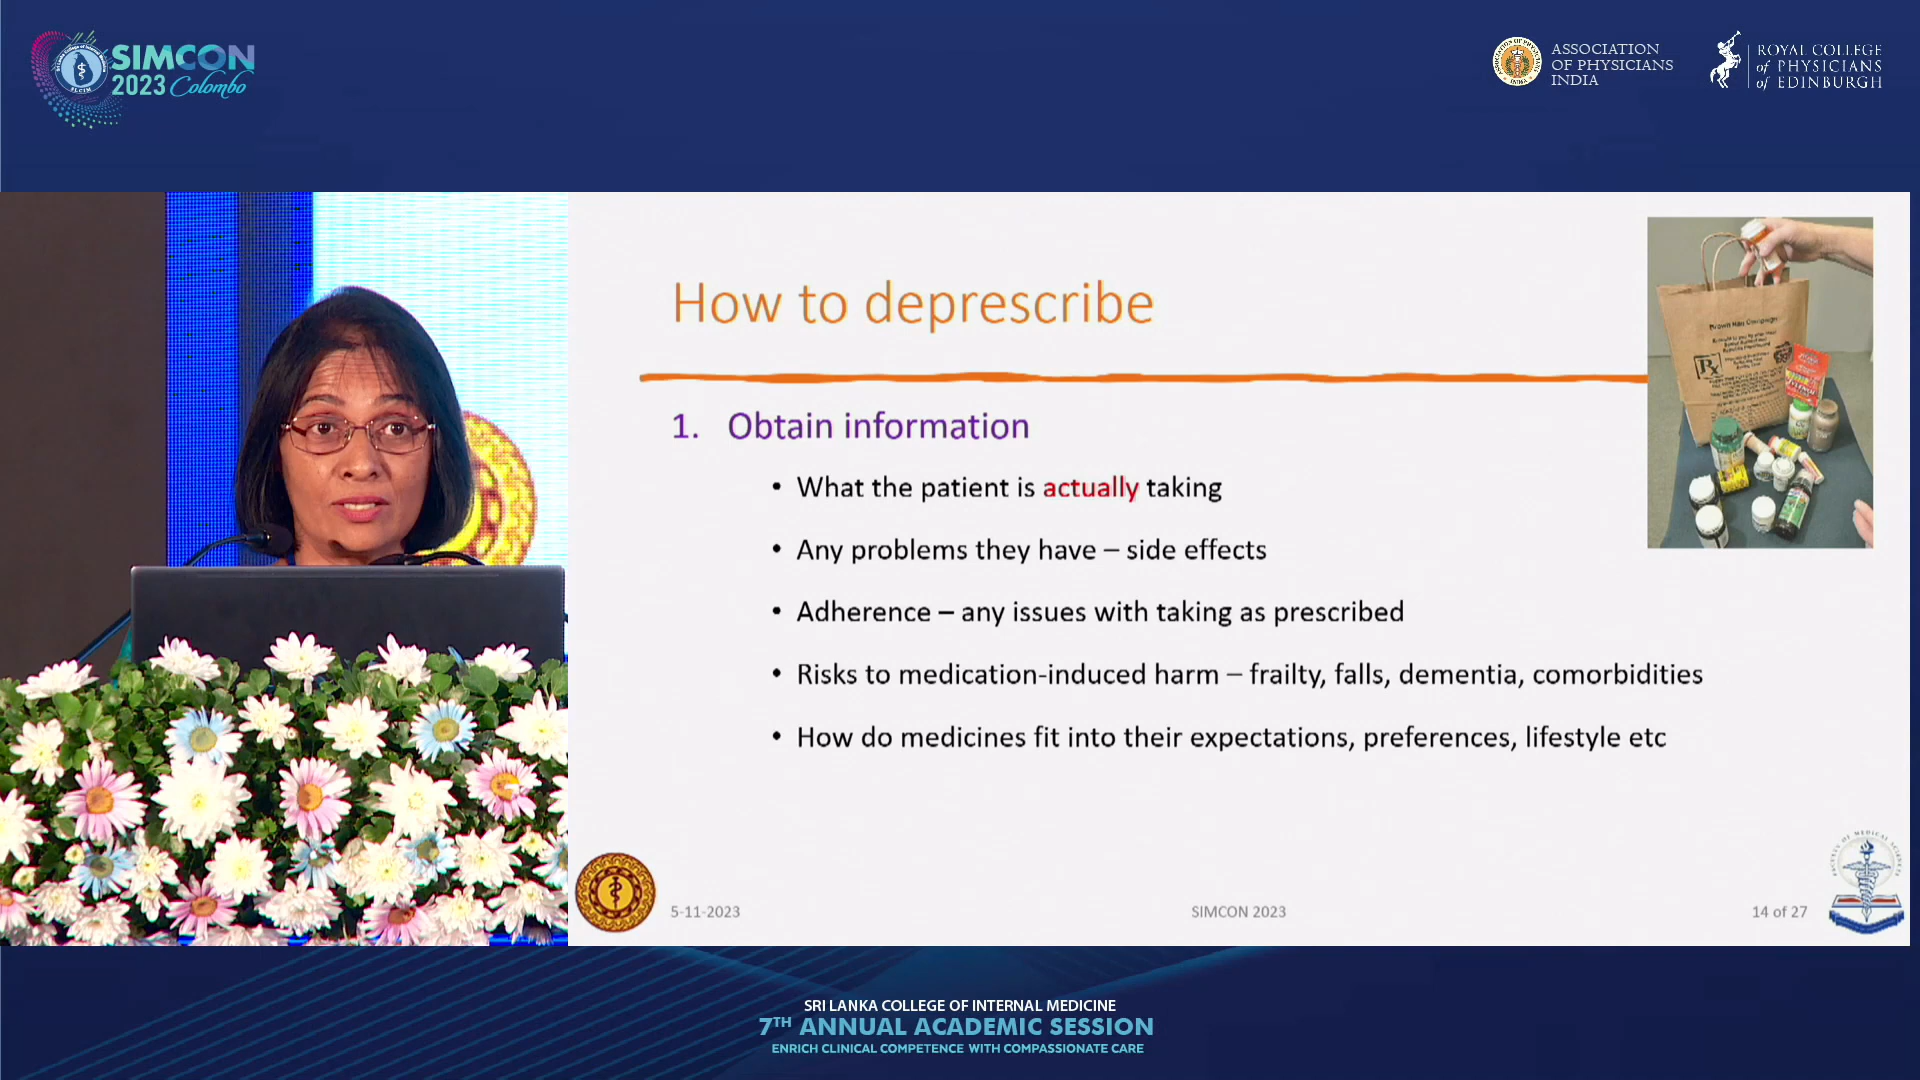 SIMCON
2023 Colombo
SLCIM
ASSOCIATION
OF PHYSICIANS
INDIA
ROYAL COLLEGE
of PHYSICIANS
of EDINBURGH
How to deprescribe
1. Obtain information
• What the patient is actually taking
• Any problems they have – side effects
• Adherence – any issues with taking as prescribed
• Risks to medication-induced harm – frailty, falls, dementia, comorbidities
• How do medicines fit into their expectations, preferences, lifestyle etc
Rx
5-11-2023
SIMCON 2023
14 of 27
SRI LANKA COLLEGE OF INTERNAL MEDICINE
7TH ANNUAL ACADEMIC SESSION
ENRICH CLINICAL COMPETENCE WITH COMPASSIONATE CARE